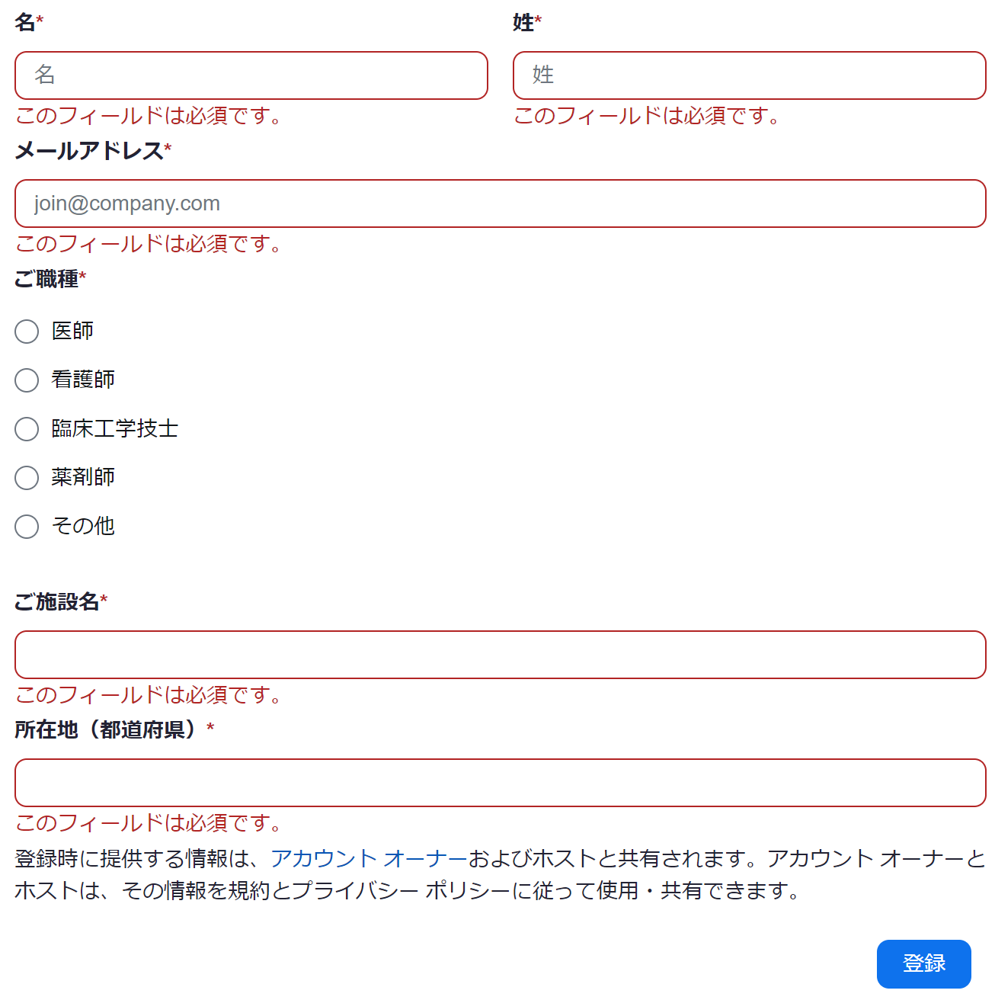 名* 姓*
名 姓
このフィールドは必須です。 このフィールドは必須です。
メールアドレス*
join@company.com
このフィールドは必須です。
ご職種*
医師
看護師
臨床工学技士
薬剤師
その他
ご施設名*
このフィールドは必須です。
所在地（都道府県）*
このフィールドは必須です。
登録時に提供する情報は、アカウント オーナーおよびホストと共有されます。アカウント オーナーと
ホストは、その情報を規約とプライバシー ポリシーに従って使用・共有できます。
登録